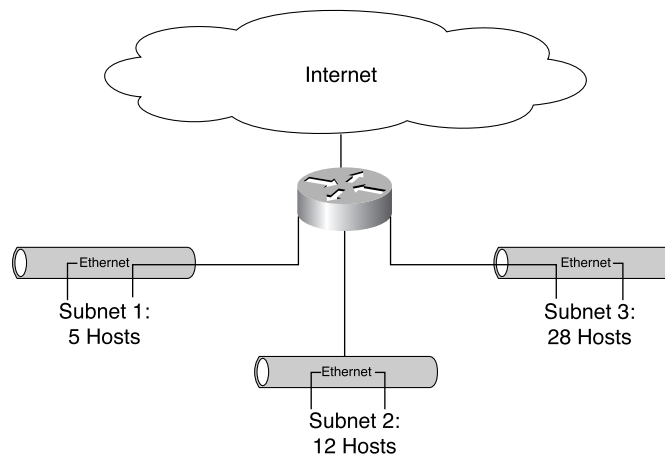 Internet
Ethernet
Subnet 1:
5 Hosts
Ethernet
Subnet 2:
12 Hosts
Ethernet
Subnet 3:
28 Hosts